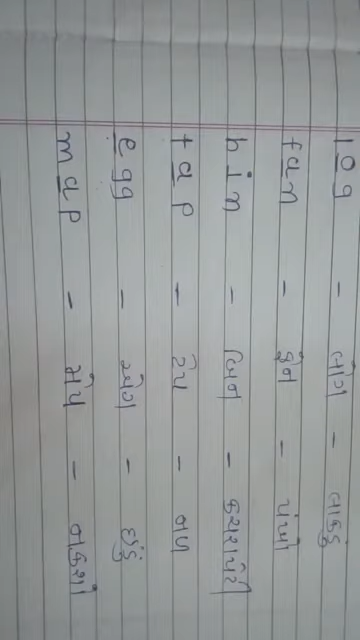 log - લોગ - લાકડું
fan - ફેન - પંખો
bin - બિન - કચરાપેટી
tap - ટેપ - નળ
egg - એગ - ઈંડું
map - મેપ - નકશો